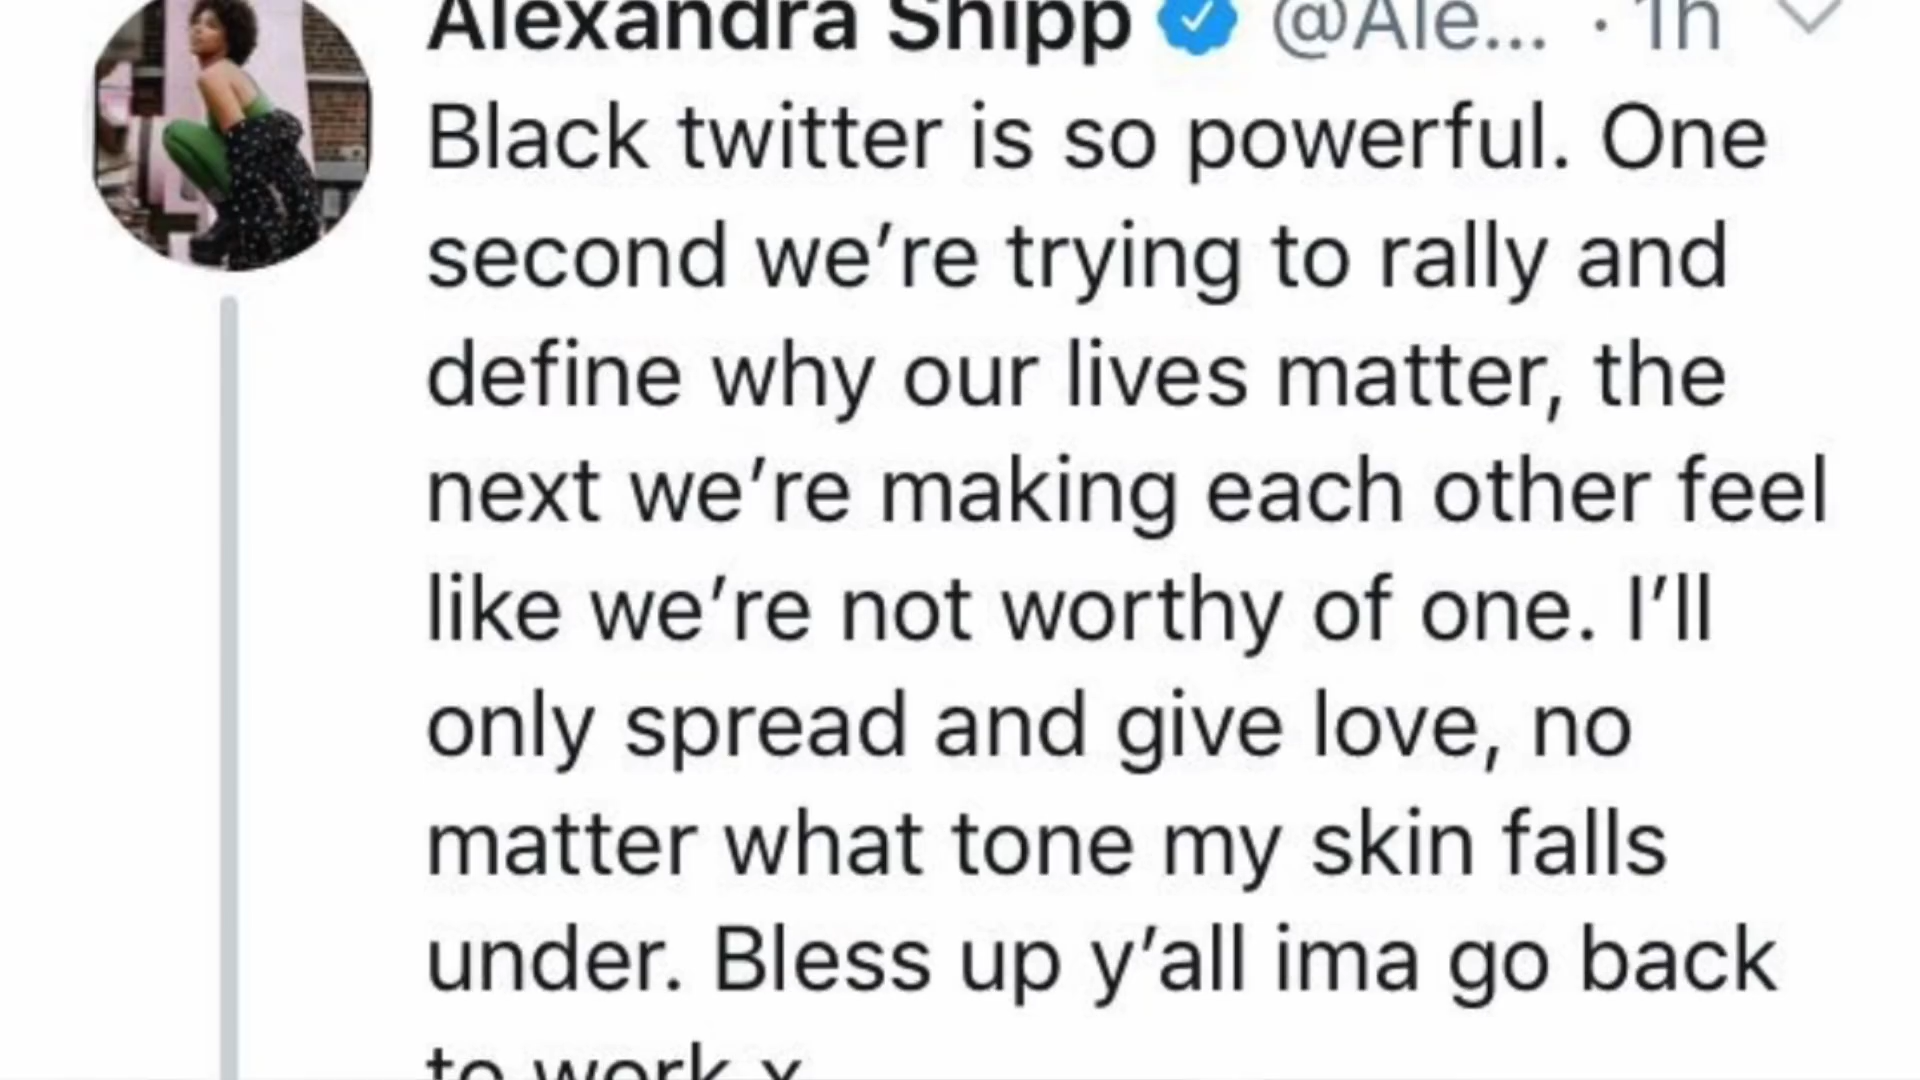 Alexandra Shipp @Ale... · 1h
Black twitter is so powerful. One
second we’re trying to rally and
define why our lives matter, the
next we’re making each other feel
like we’re not worthy of one. I’ll
only spread and give love, no
matter what tone my skin falls
under. Bless up y’all ima go back
to work x